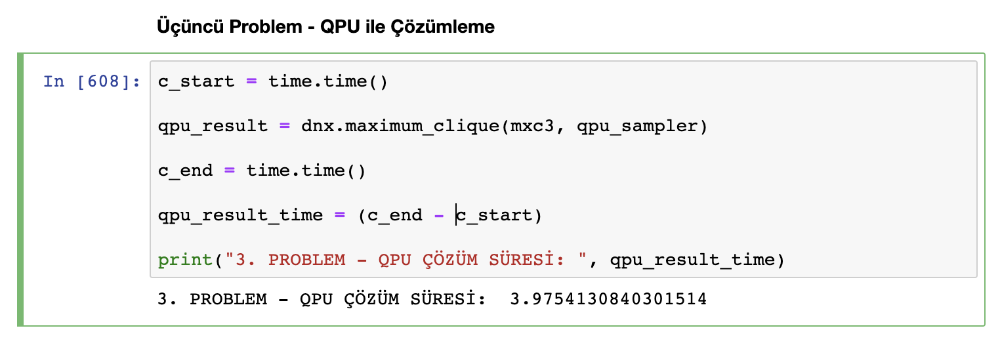 Üçüncü Problem - QPU ile Çözümleme
In [608]:
c_start = time.time()
qpu_result = dnx.maximum_clique(mxc3, qpu_sampler)
c_end = time.time()
qpu_result_time = (c_end - c_start)
print("3. PROBLEM - QPU ÇÖZÜM SÜRESİ: ", qpu_result_time)
3. PROBLEM - QPU ÇÖZÜM SÜRESİ:  3.9754130840301514